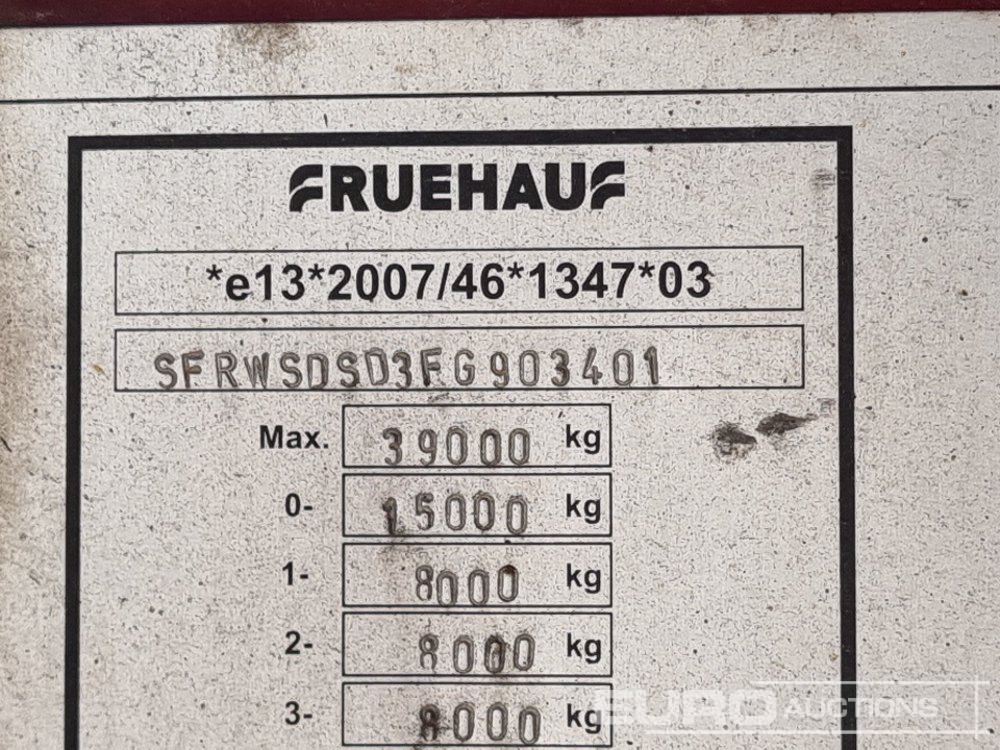 FRUEHAUF
*e13*2007/46*1347*03
SFRWSDSD3FG903401
Max. 39000 kg
0- 15000 kg
1- 8000 kg
2- 8000 kg
3- 8000 kg
EURO AUCTIONS